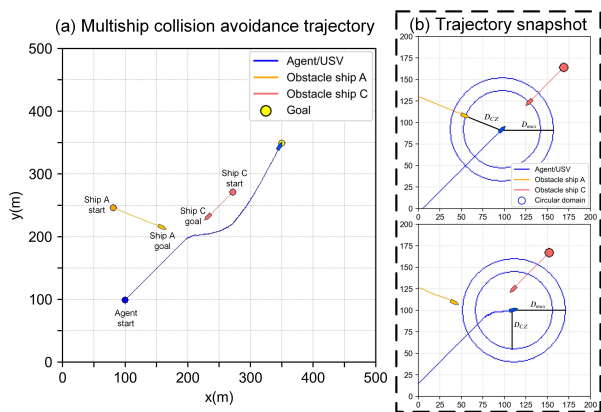 (a) Multiship collision avoidance trajectory
500
400
300
200
100
0
0 100 200 300 400 500
y(m)
x(m)
Agent/USV
Obstacle ship A
Obstacle ship C
Goal
Ship A
start
Ship A
goal
Ship C
start
Ship C
goal
Agent
start
(b) Trajectory snapshot
200
175
150
125
100
75
50
25
0
0 25 50 75 100 125 150 175 200
D_CZ
D_max
Agent/USV
Obstacle ship A
Obstacle ship C
Circular domain
200
175
150
125
100
75
50
25
0
0 25 50 75 100 125 150 175 200
D_max
D_CZ